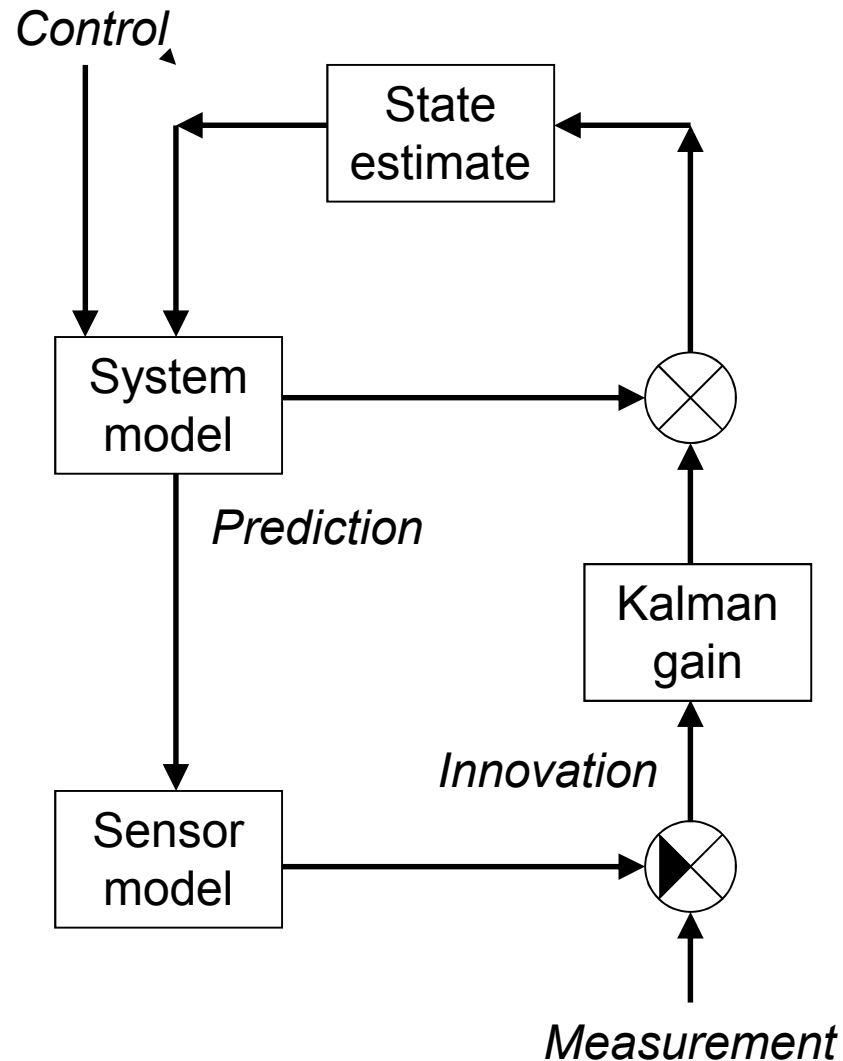 Control
State
estimate
System
model
Prediction
Kalman
gain
Innovation
Sensor
model
Measurement